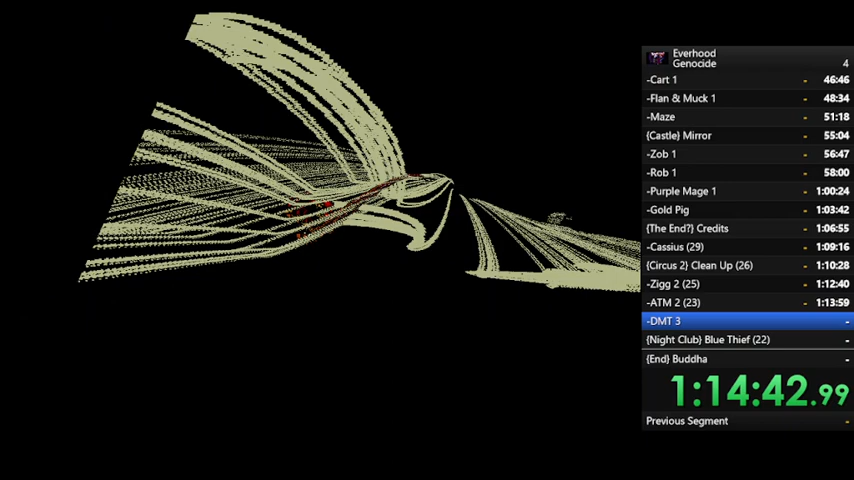 Everhood
Genocide 4
-Cart 1 - 46:46
-Flan & Muck 1 - 48:34
-Maze - 51:18
{Castle} Mirror - 55:04
-Zob 1 - 56:47
-Rob 1 - 58:00
-Purple Mage 1 - 1:00:24
-Gold Pig - 1:03:42
{The End?} Credits - 1:06:55
-Cassius (29) - 1:09:16
{Circus 2} Clean Up (26) - 1:10:28
-Zigg 2 (25) - 1:12:40
-ATM 2 (23) - 1:13:59
-DMT 3 -
{Night Club} Blue Thief (22) -
{End} Buddha -
1:14:42.99
Previous Segment -